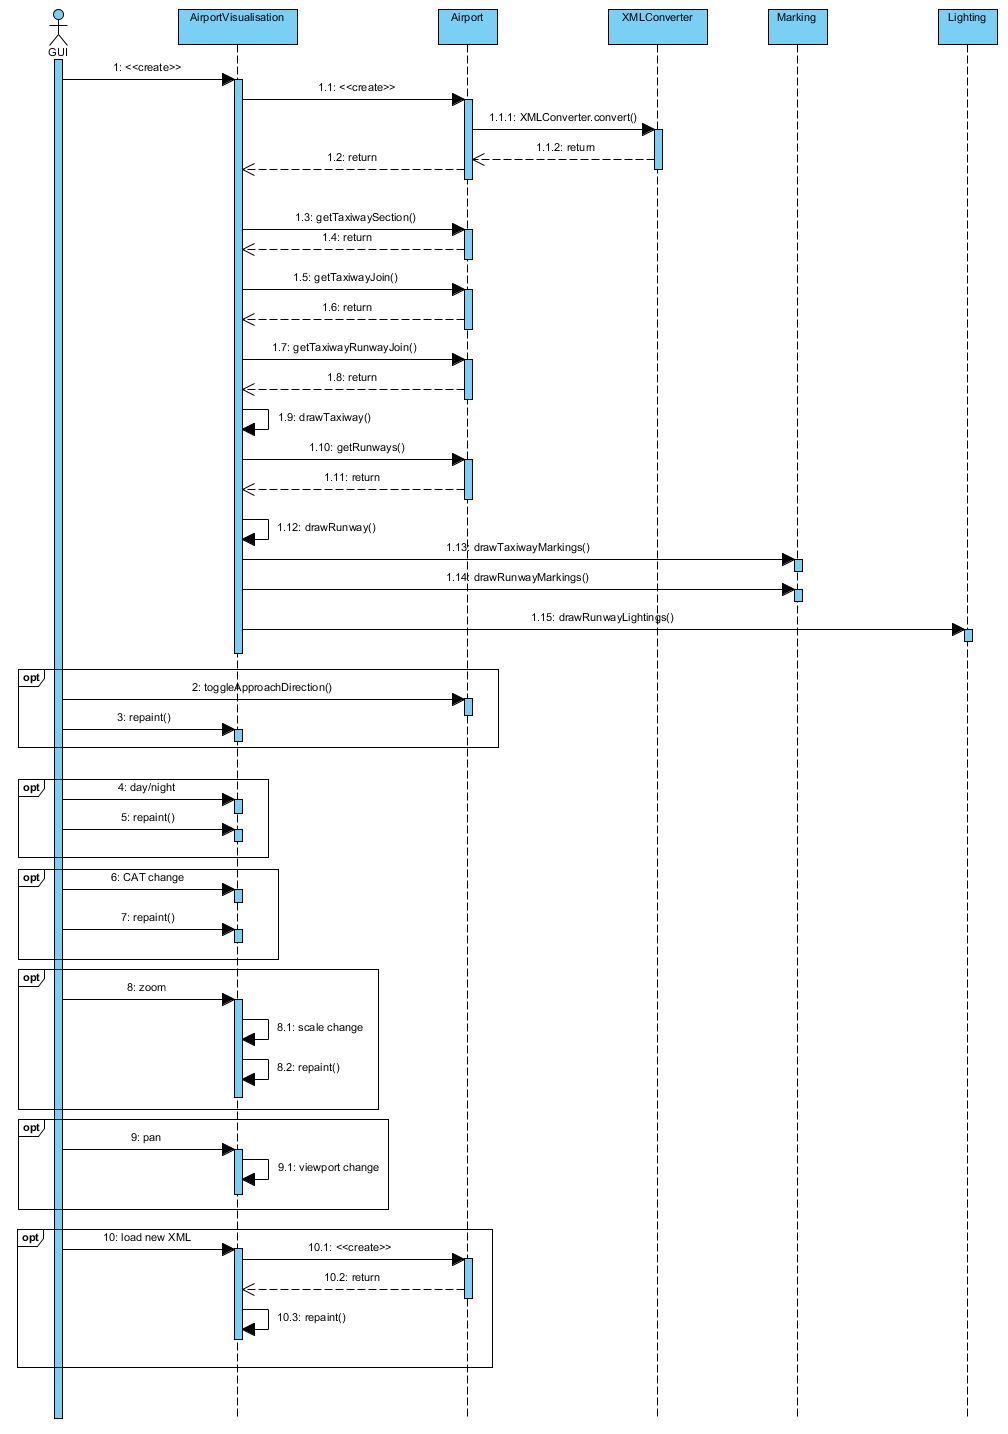 AirportVisualisation
Airport
XMLConverter
Marking
Lighting
GUI
1: <<create>>
1.1: <<create>>
1.1.1: XMLConverter.convert()
1.1.2: return
1.2: return
1.3: getTaxiwaySection()
1.4: return
1.5: getTaxiwayJoin()
1.6: return
1.7: getTaxiwayRunwayJoin()
1.8: return
1.9: drawTaxiway()
1.10: getRunways()
1.11: return
1.12: drawRunway()
1.13: drawTaxiwayMarkings()
1.14: drawRunwayMarkings()
1.15: drawRunwayLightings()
opt
2: toggleApproachDirection()
3: repaint()
opt
4: day/night
5: repaint()
opt
6: CAT change
7: repaint()
opt
8: zoom
8.1: scale change
8.2: repaint()
opt
9: pan
9.1: viewport change
opt
10: load new XML
10.1: <<create>>
10.2: return
10.3: repaint()